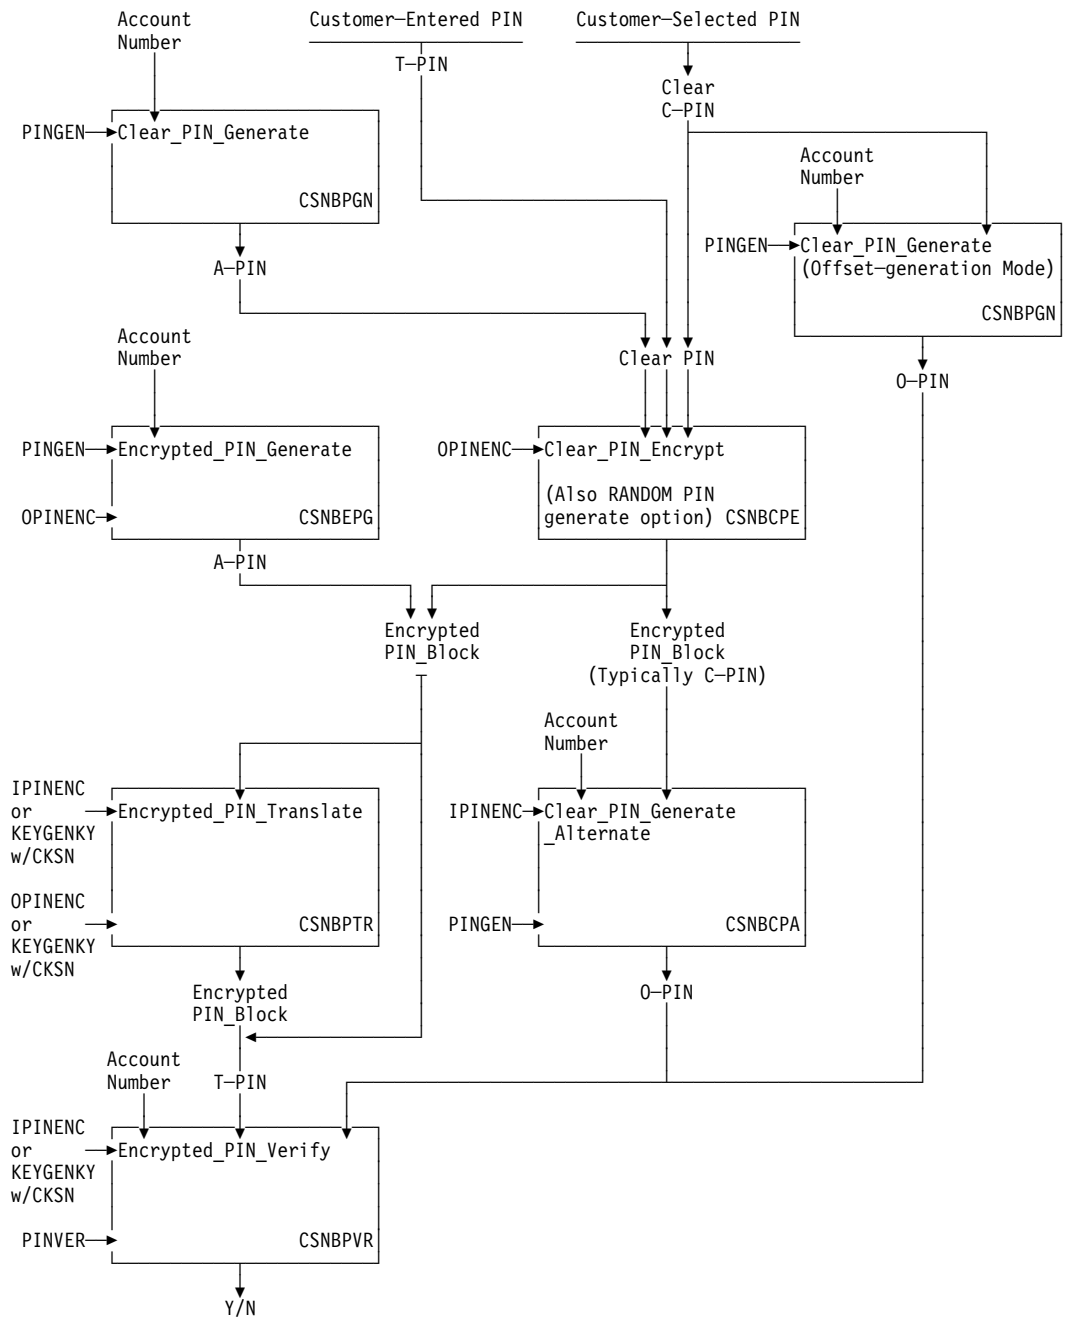 Account
Number
Customer—Entered PIN
Customer—Selected PIN
T—PIN
Clear
C—PIN
PINGEN
Clear_PIN_Generate
CSNBPGN
Account
Number
PINGEN
Clear_PIN_Generate
(Offset—generation Mode)
CSNBPGN
A—PIN
Account
Number
Clear PIN
O—PIN
PINGEN
Encrypted_PIN_Generate
OPINENC
CSNBEPG
OPINENC
Clear_PIN_Encrypt
(Also RANDOM PIN
generate option) CSNBCPE
A—PIN
Encrypted
PIN_Block
Encrypted
PIN_Block
(Typically C—PIN)
Account
Number
IPINENC
or
KEYGENKY
w/CKSN
Encrypted_PIN_Translate
OPINENC
or
KEYGENKY
w/CKSN
CSNBPTR
IPINENC
Clear_PIN_Generate
_Alternate
PINGEN
CSNBCPA
Encrypted
PIN_Block
O—PIN
Account
Number
T—PIN
IPINENC
or
KEYGENKY
w/CKSN
Encrypted_PIN_Verify
PINVER
CSNBPVR
Y/N